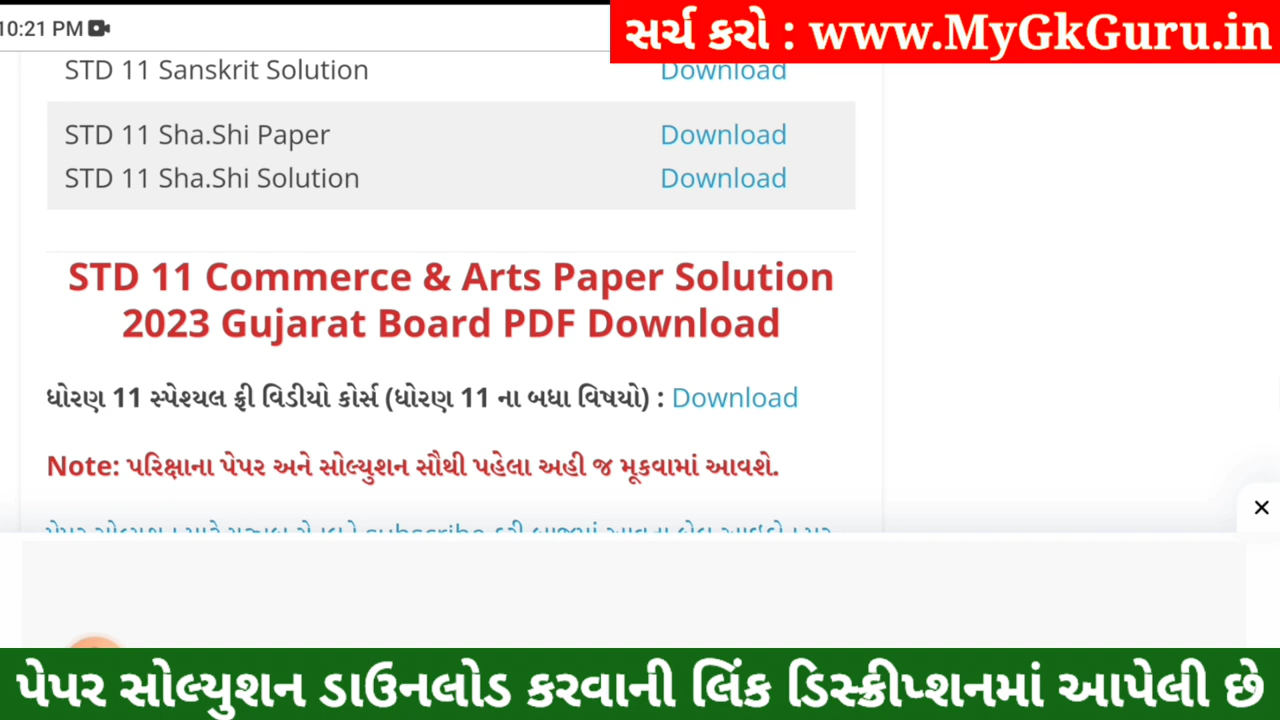 10:21 PM
સર્ચ કરો : www.MyGkGuru.in
STD 11 Sanskrit Solution Download
STD 11 Sha.Shi Paper Download
STD 11 Sha.Shi Solution Download
STD 11 Commerce & Arts Paper Solution
2023 Gujarat Board PDF Download
ધોરણ 11 સ્પેશ્યલ ફ્રી વિડીયો કોર્સ (ધોરણ 11 ના બધા વિષયો) : Download
Note: પરિક્ષાના પેપર અને સોલ્યુશન સૌથી પહેલા અહી જ મૂકવામાં આવશે.
પેપર સોલ્યુશન ડાઉનલોડ કરવાની લિંક ડિસ્ક્રીપ્શનમાં આપેલી છે